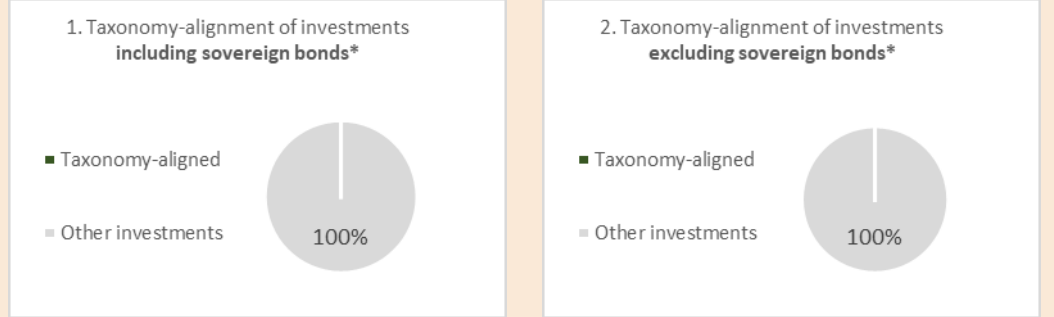 1. Taxonomy-alignment of investments
including sovereign bonds*
Taxonomy-aligned
Other investments
100%
2. Taxonomy-alignment of investments
excluding sovereign bonds*
Taxonomy-aligned
Other investments
100%